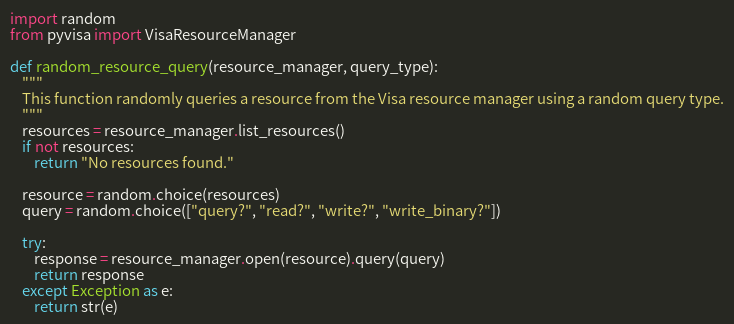 import random
from pyvisa import VisaResourceManager

def random_resource_query(resource_manager, query_type):
    """
    This function randomly queries a resource from the Visa resource manager using a random query type.
    """
    resources = resource_manager.list_resources()
    if not resources:
        return "No resources found."

    resource = random.choice(resources)
    query = random.choice(["query?", "read?", "write?", "write_binary?"])

    try:
        response = resource_manager.open(resource).query(query)
        return response
    except Exception as e:
        return str(e)